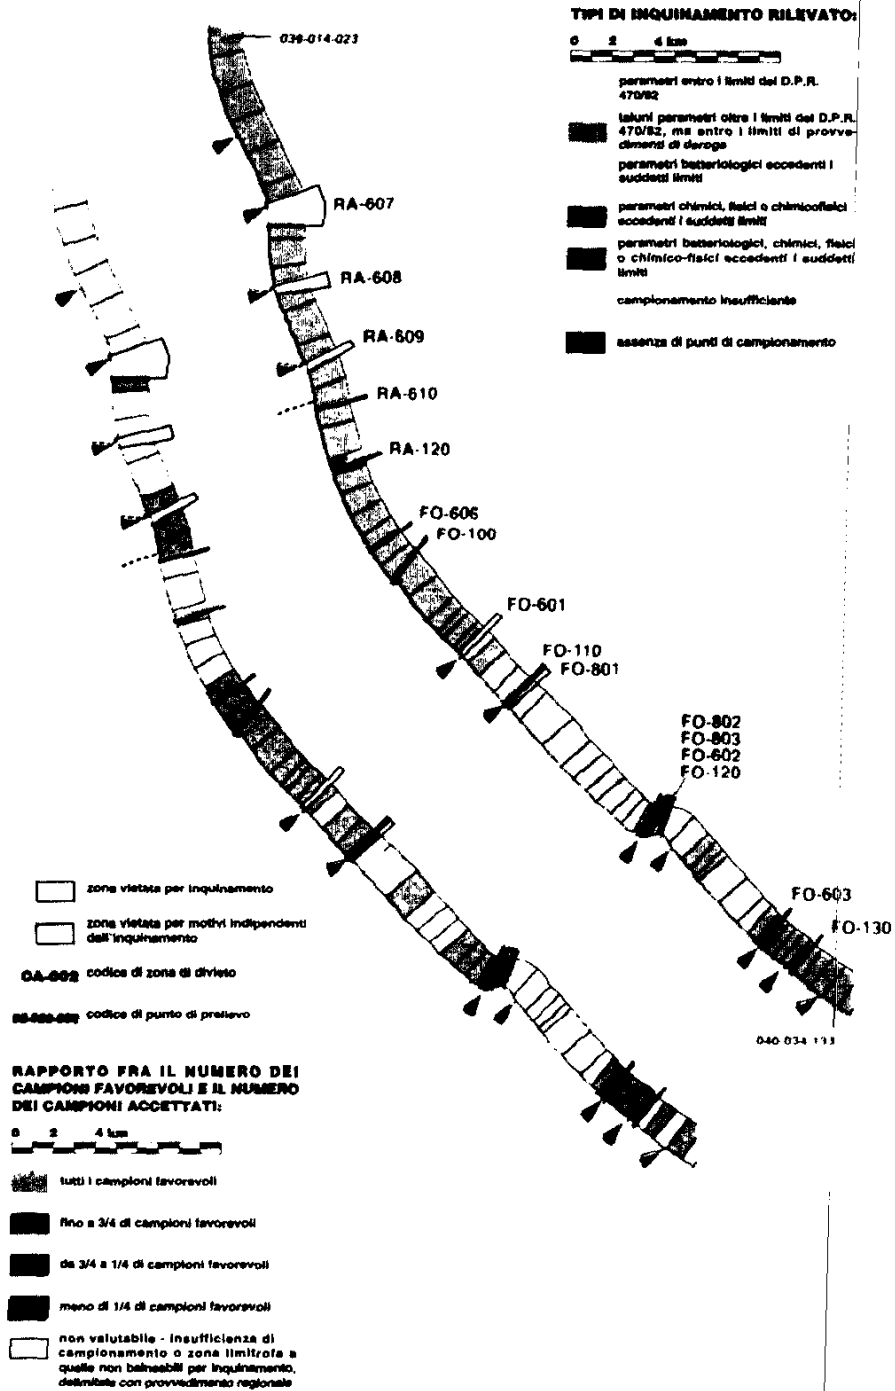 TIPI DI INQUINAMENTO RILEVATO:
0 2 4 km
parametri entro i limiti del D.P.R.
470/82
taluni parametri oltre i limiti del D.P.R.
470/82, ma entro i limiti di provve-
dimenti di deroga
parametri batteriologici eccedenti i
suddetti limiti
parametri chimici, fisici o chimicofisici
eccedenti i suddetti limiti
parametri batteriologici, chimici, fisici
o chimico-fisici eccedenti i suddetti
limiti
campionamento insufficiente
assenza di punti di campionamento
039-014-023
RA-607
RA-608
RA-609
RA-610
RA-120
FO-606
FO-100
FO-601
FO-110
FO-801
FO-802
FO-803
FO-602
FO-120
FO-603
FO-130
040-034-133
zona vietata per inquinamento
zona vietata per motivi indipendenti
dall'inquinamento
CA-002 codice di zona di divieto
codice di punto di prelievo
RAPPORTO FRA IL NUMERO DEI
CAMPIONI FAVOREVOLI E IL NUMERO
DEI CAMPIONI ACCETTATI:
0 2 4 km
tutti i campioni favorevoli
fino a 3/4 di campioni favorevoli
da 3/4 a 1/4 di campioni favorevoli
meno di 1/4 di campioni favorevoli
non valutabile - insufficienza di
campionamento o zona limitrofa a
quelle non balneabili per inquinamento,
delimitate con provvedimento regionale